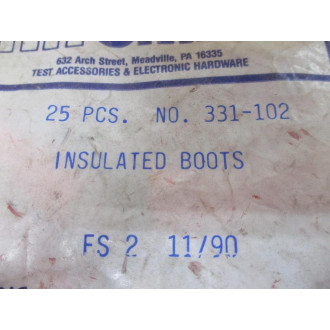 632 Arch Street, Meadville, PA 16335
TEST ACCESSORIES & ELECTRONIC HARDWARE
25 PCS. NO. 331-102
INSULATED BOOTS
FS 2 11/90